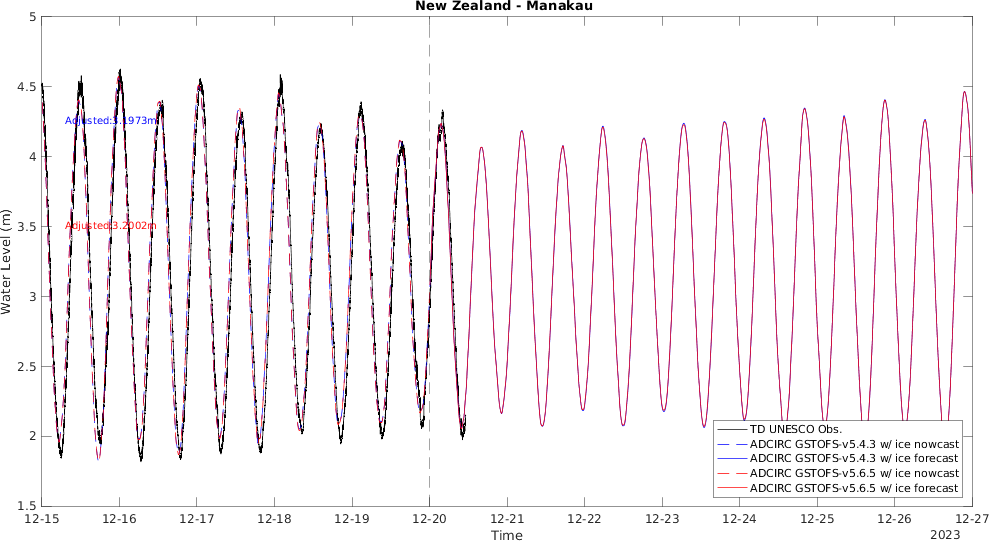 New Zealand - Manakau
5
4.5
4
3.5
3
2.5
2
1.5
Water Level (m)
Adjusted:3.1973m
Adjusted:3.2002m
TD UNESCO Obs.
ADCIRC GSTOFS-v5.4.3 w/ ice nowcast
ADCIRC GSTOFS-v5.4.3 w/ ice forecast
ADCIRC GSTOFS-v5.6.5 w/ ice nowcast
ADCIRC GSTOFS-v5.6.5 w/ ice forecast
12-15 12-16 12-17 12-18 12-19 12-20 12-21 12-22 12-23 12-24 12-25 12-26 12-27
Time
2023